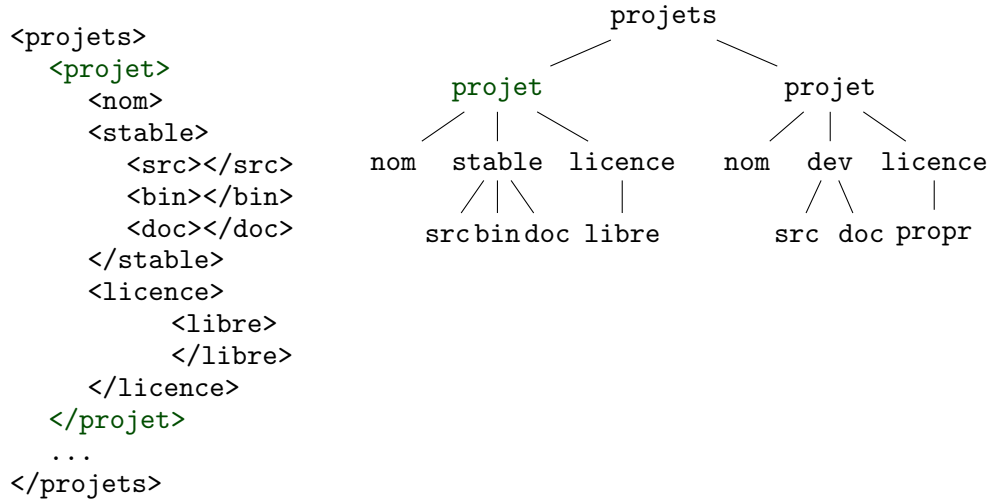 <projets>
<projet>
<nom>
<stable>
<src></src>
<bin></bin>
<doc></doc>
</stable>
<licence>
<libre>
</libre>
</licence>
</projet>
...
</projets>
projets
projet projet
nom stable licence nom dev licence
src bin doc libre src doc propr